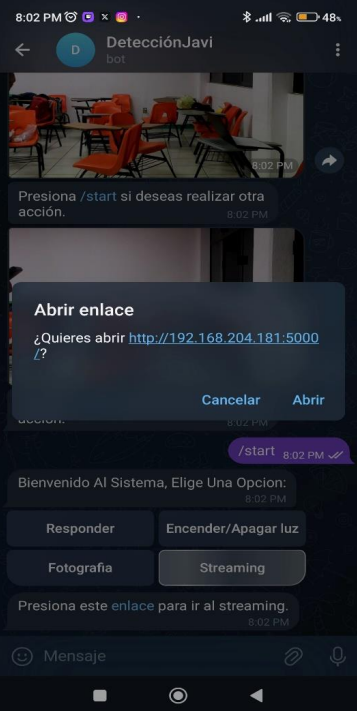 8:02 PM
48%
D
DetecciónJavi
bot
8:02 PM
Presiona /start si deseas realizar otra
acción.
8:02 PM
Abrir enlace
¿Quieres abrir http://192.168.204.181:5000
/?
Cancelar
Abrir
acción.
8:02 PM
/start 8:02 PM
Bienvenido Al Sistema, Elige Una Opcion:
8:02 PM
Responder
Encender/Apagar luz
Fotografia
Streaming
Presiona este enlace para ir al streaming.
8:02 PM
Mensaje